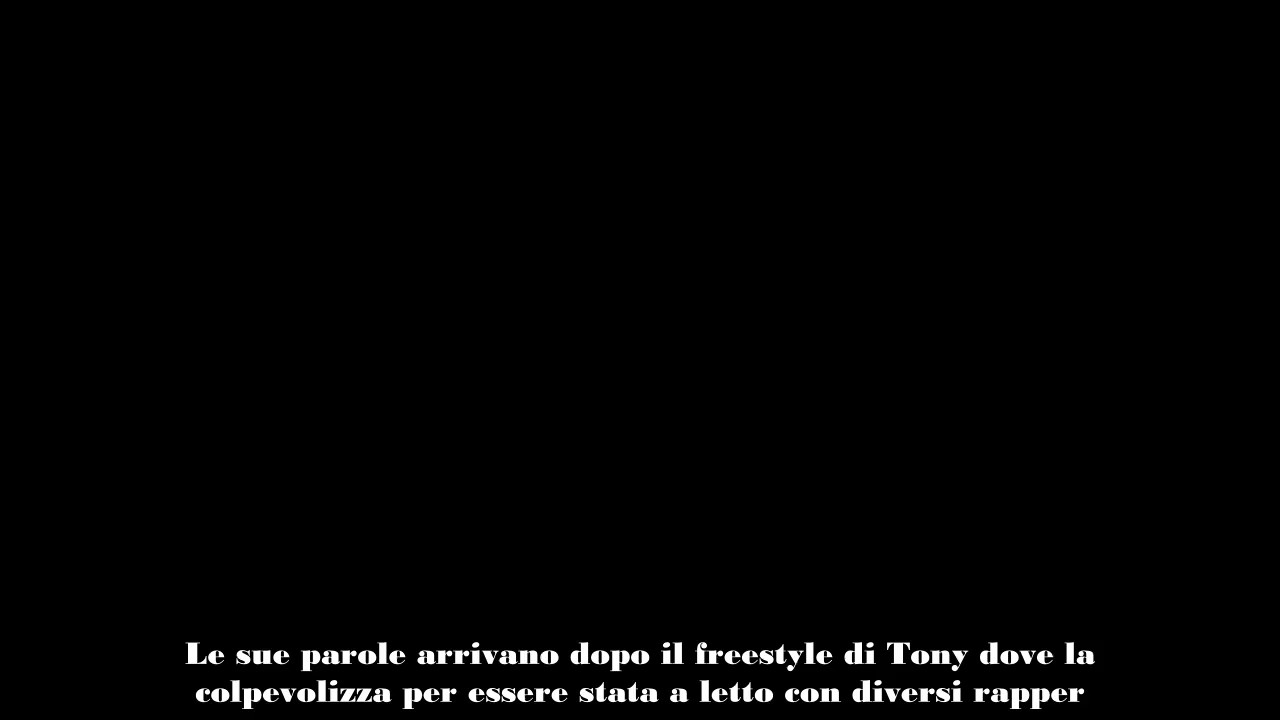 Le sue parole arrivano dopo il freestyle di Tony dove la
colpevolizza per essere stata a letto con diversi rapper